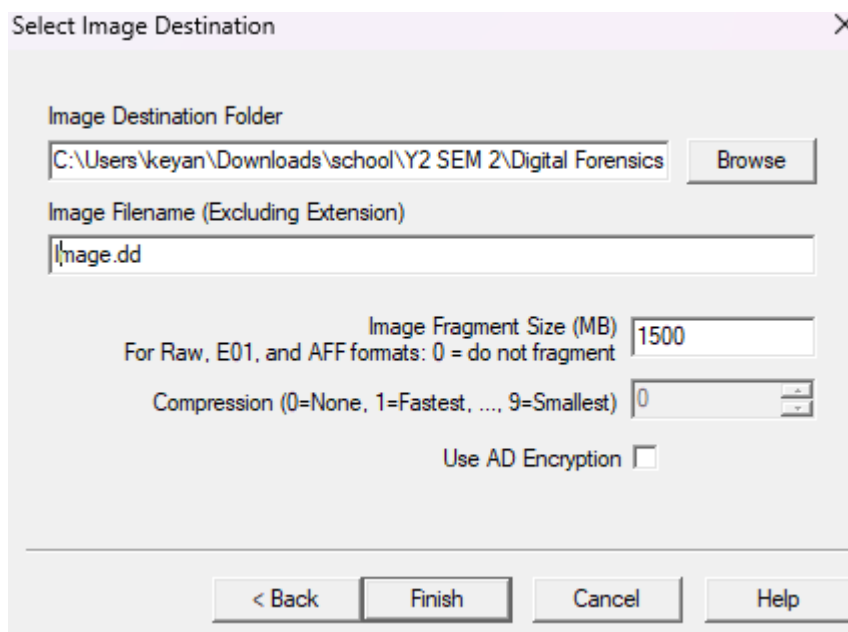 Select Image Destination
Image Destination Folder
C:\Users\keyan\Downloads\school\Y2 SEM 2\Digital Forensics
Browse
Image Filename (Excluding Extension)
Image.dd
Image Fragment Size (MB)
For Raw, E01, and AFF formats: 0 = do not fragment
1500
Compression (0=None, 1=Fastest, ..., 9=Smallest)
0
Use AD Encryption
< Back
Finish
Cancel
Help